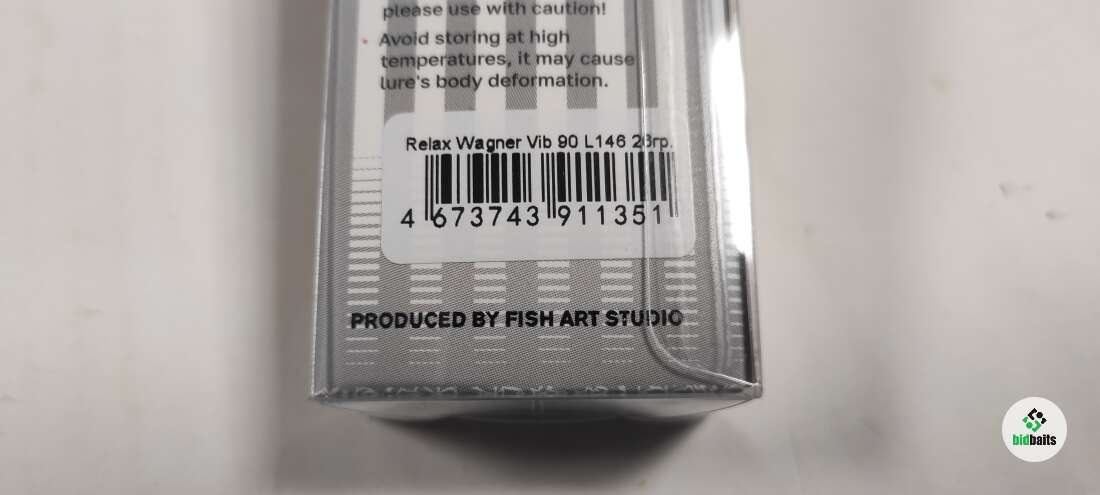 please use with caution!
• Avoid storing at high
temperatures, it may cause
lure's body deformation.
Relax Wagner Vib 90 L146 26гр.
4 673743 911351
PRODUCED BY FISH ART STUDIO
bidbaits